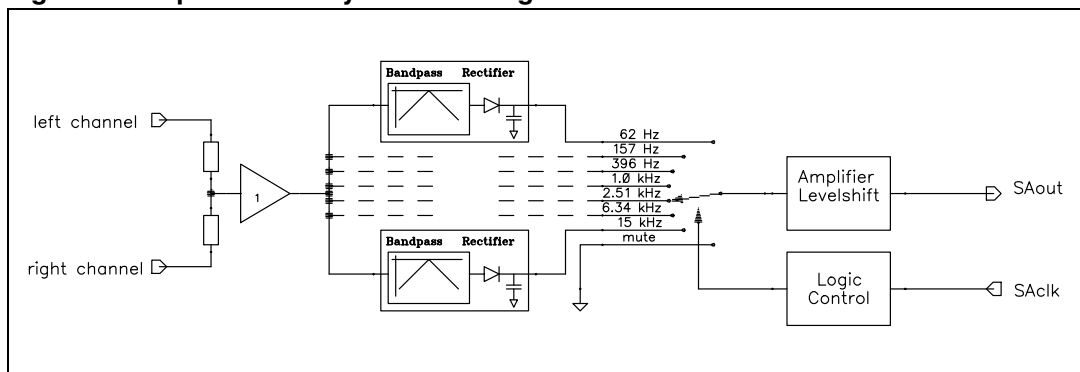 Bandpass Rectifier
left channel
62 Hz
157 Hz
396 Hz
1.0 kHz
2.51 kHz
6.34 kHz
15 kHz
mute
1
Amplifier
Levelshift
SAout
right channel
Bandpass Rectifier
Logic
Control
SAclk